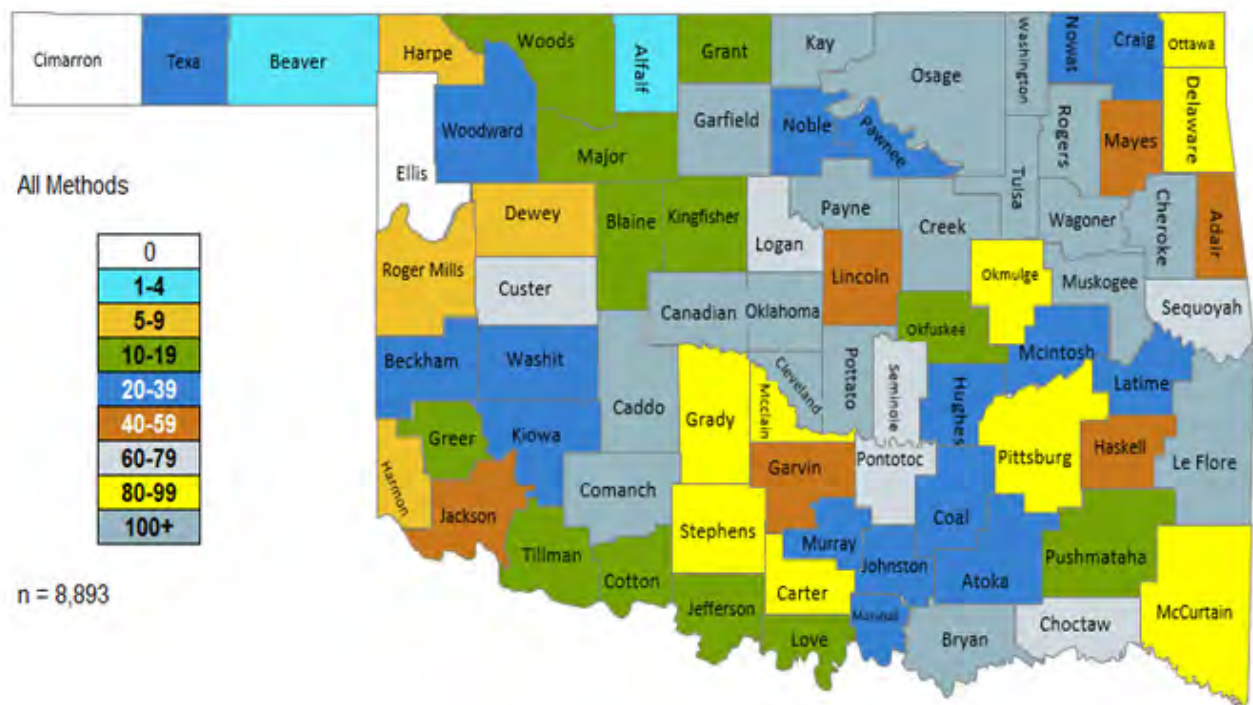 Cimarron
Texa
Beaver
Harpe
Woods
Alfalf
Grant
Kay
Osage
Washington
Nowat
Craig
Ottawa
Delaware
Woodward
Garfield
Noble
Pawnee
Rogers
Mayes
Major
Ellis
All Methods
Dewey
Blaine
Kingfisher
Logan
Payne
Creek
Tulsa
Wagoner
Cheroke
Adair
Roger Mills
Custer
Lincoln
Okmulge
Muskogee
Sequoyah
Canadian
Oklahoma
Okfuskee
Beckham
Washit
Caddo
Cleveland
Pottato
Seminole
Hughes
McIntosh
Latime
Grady
Mcclain
Greer
Kiowa
Harmon
Jackson
Comanch
Garvin
Pontotoc
Pittsburg
Haskell
Le Flore
Stephens
Murray
Coal
Tillman
Cotton
Johnston
Atoka
Pushmataha
Jefferson
Carter
Love
Bryan
Choctaw
McCurtain
0
1-4
5-9
10-19
20-39
40-59
60-79
80-99
100+
n = 8,893